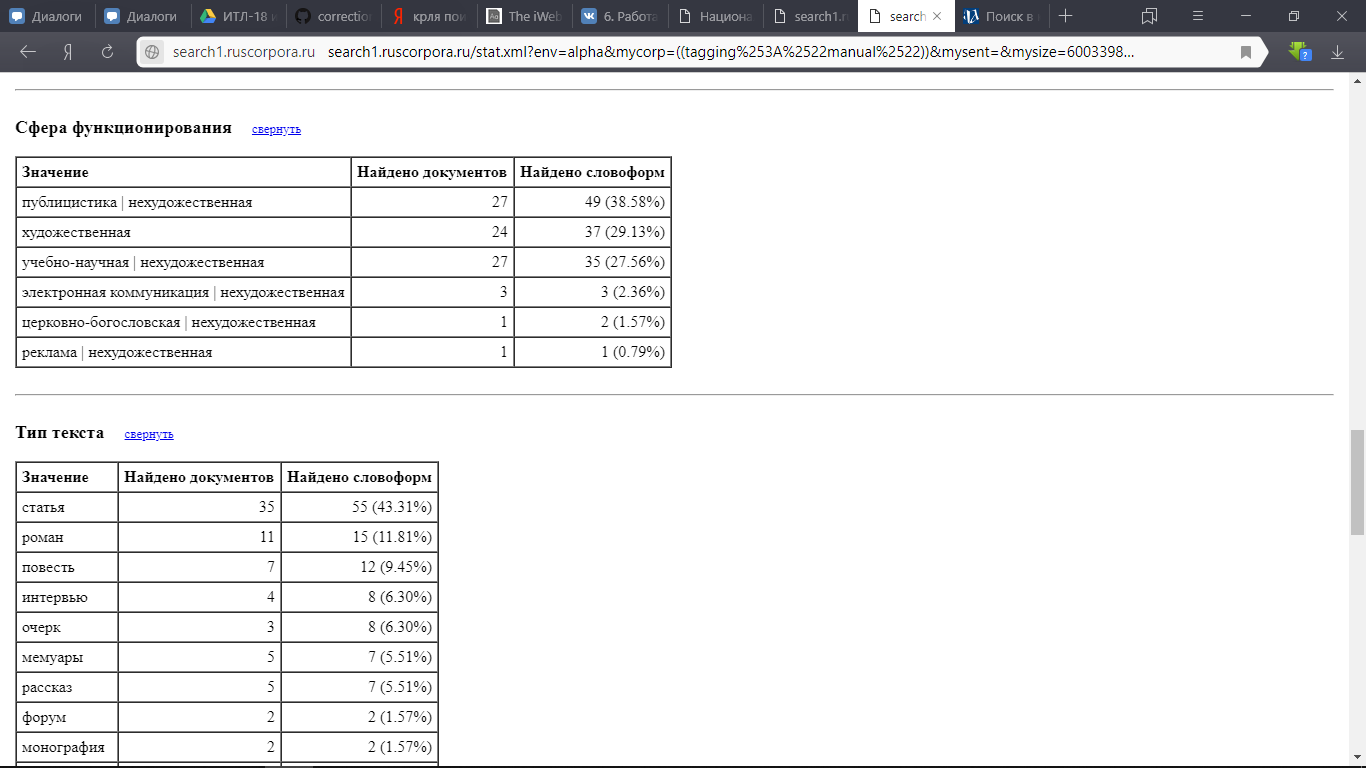 Диалоги Диалоги ИТЛ-18 и correction крля пои The iWeb 6. Работа Национа search1.r search Поиск в
search1.ruscorpora.ru search1.ruscorpora.ru/stat.xml?env=alpha&mycorp=((tagging%253A%2522manual%2522))&mysent=&mysize=6003398...
Сфера функционирования свернуть
Значение Найдено документов Найдено словоформ
публицистика | нехудожественная 27 49 (38.58%)
художественная 24 37 (29.13%)
учебно-научная | нехудожественная 27 35 (27.56%)
электронная коммуникация | нехудожественная 3 3 (2.36%)
церковно-богословская | нехудожественная 1 2 (1.57%)
реклама | нехудожественная 1 1 (0.79%)
Тип текста свернуть
Значение Найдено документов Найдено словоформ
статья 35 55 (43.31%)
роман 11 15 (11.81%)
повесть 7 12 (9.45%)
интервью 4 8 (6.30%)
очерк 3 8 (6.30%)
мемуары 5 7 (5.51%)
рассказ 5 7 (5.51%)
форум 2 2 (1.57%)
монография 2 2 (1.57%)